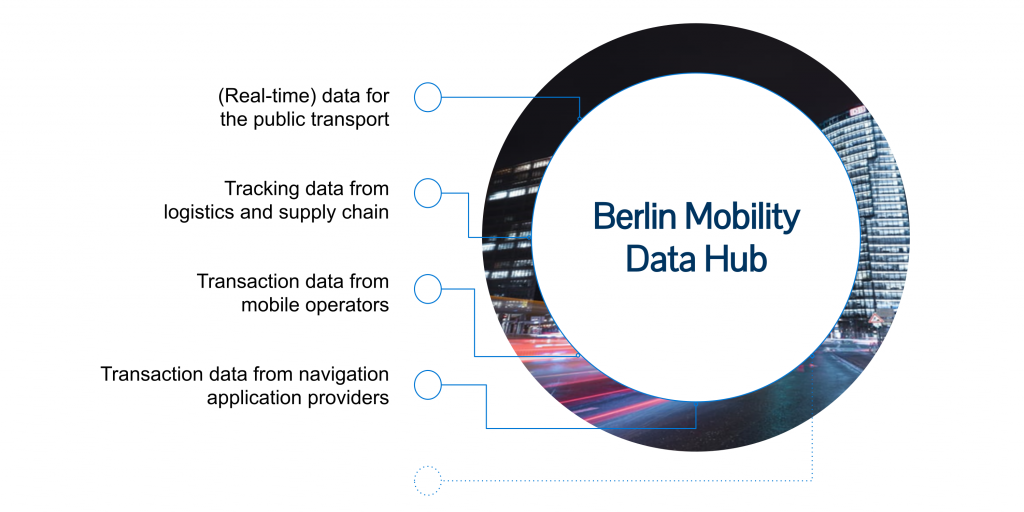 (Real-time) data for
the public transport
Tracking data from
logistics and supply chain
Transaction data from
mobile operators
Transaction data from navigation
application providers
Berlin Mobility
Data Hub